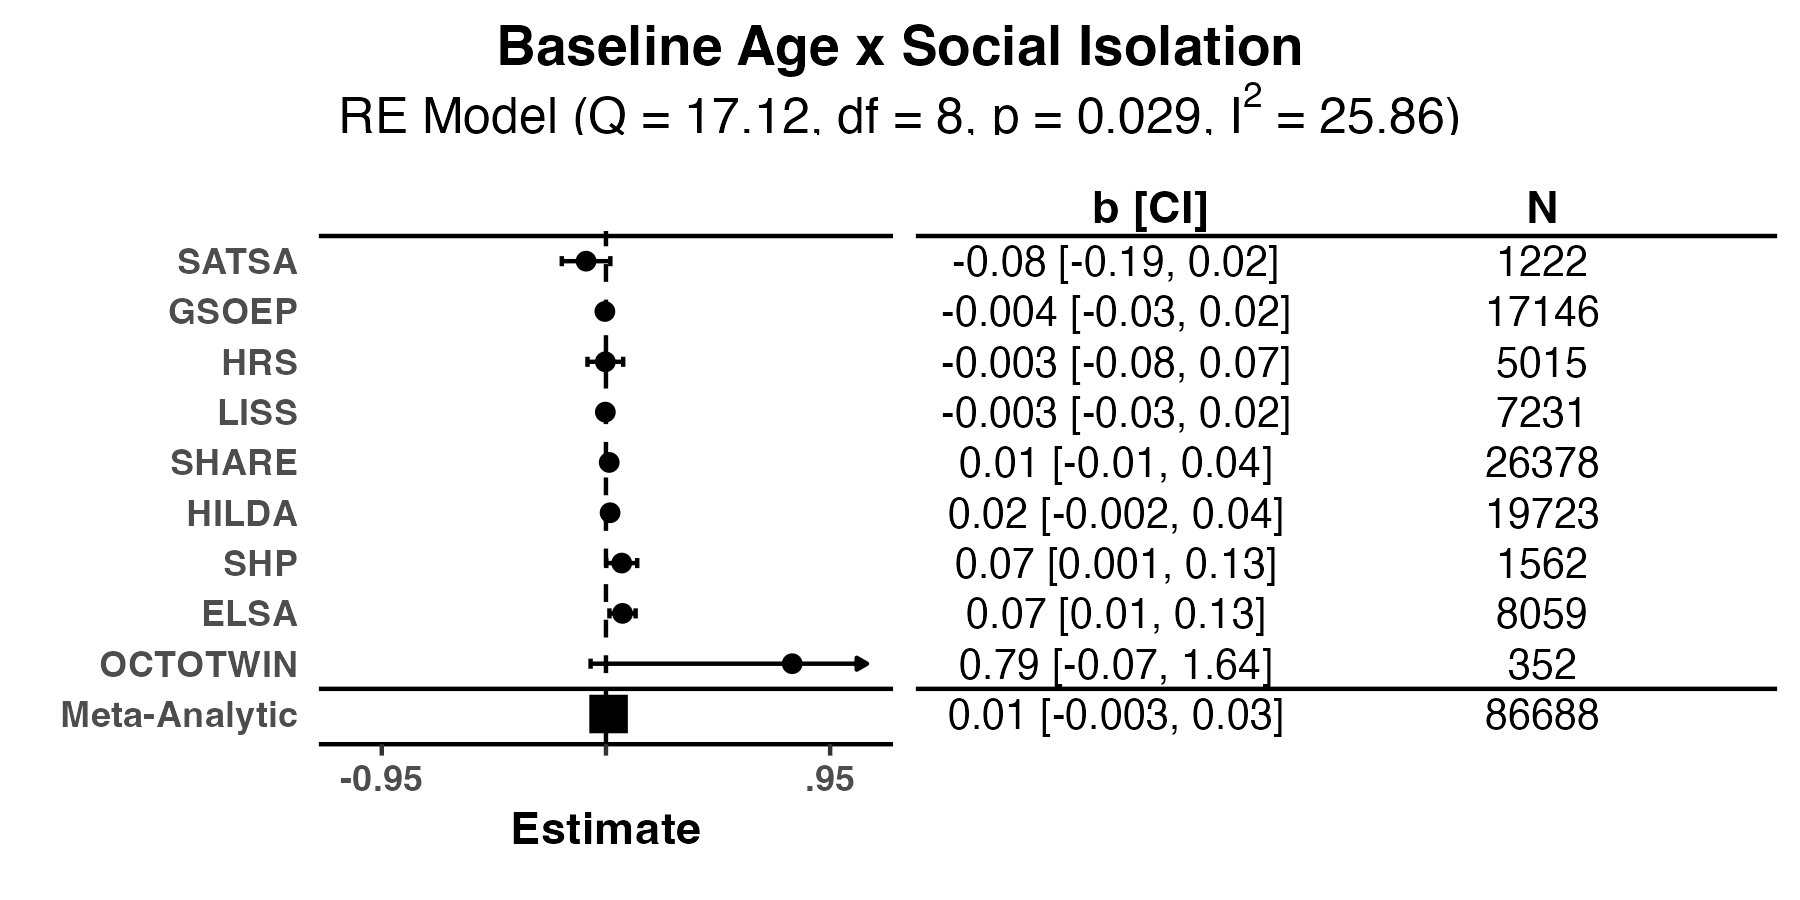 Baseline Age x Social Isolation
RE Model (Q = 17.12, df = 8, p = 0.029, I² = 25.86)
b [CI] N
SATSA -0.08 [-0.19, 0.02] 1222
GSOEP -0.004 [-0.03, 0.02] 17146
HRS -0.003 [-0.08, 0.07] 5015
LISS -0.003 [-0.03, 0.02] 7231
SHARE 0.01 [-0.01, 0.04] 26378
HILDA 0.02 [-0.002, 0.04] 19723
SHP 0.07 [0.001, 0.13] 1562
ELSA 0.07 [0.01, 0.13] 8059
OCTOTWIN 0.79 [-0.07, 1.64] 352
Meta-Analytic 0.01 [-0.003, 0.03] 86688
-0.95 .95
Estimate